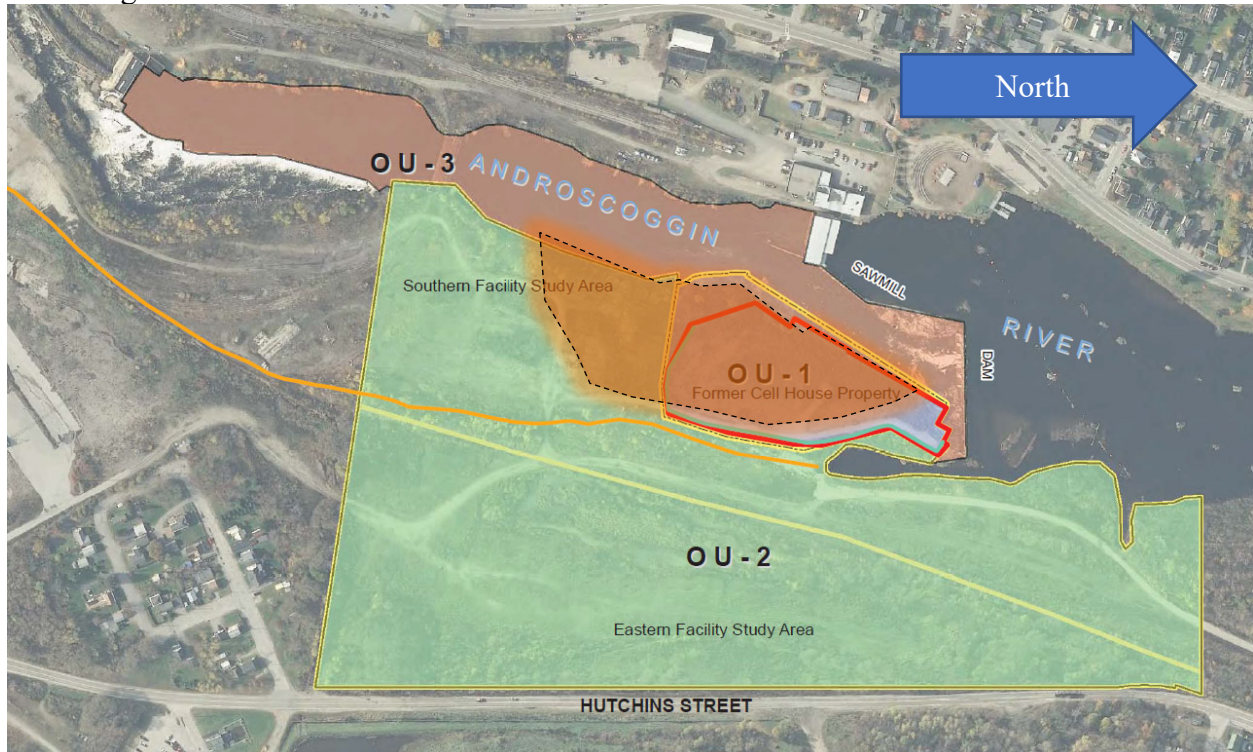 North
OU-3
ANDROSCOGGIN
RIVER
SAWMILL
DAM
Southern Facility Study Area
OU-1
Former Cell House Property
OU-2
Eastern Facility Study Area
HUTCHINS STREET